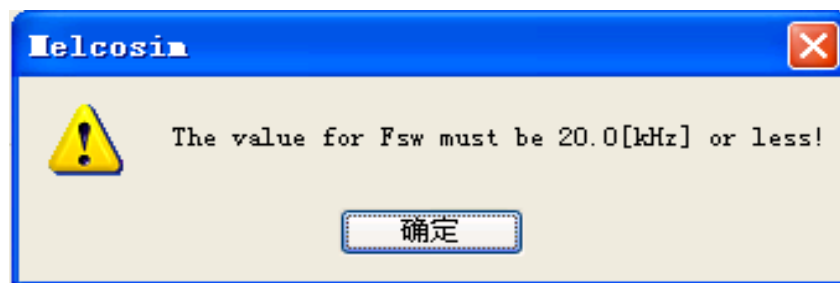 Melcosim
The value for Fsw must be 20.0[kHz] or less!
确定